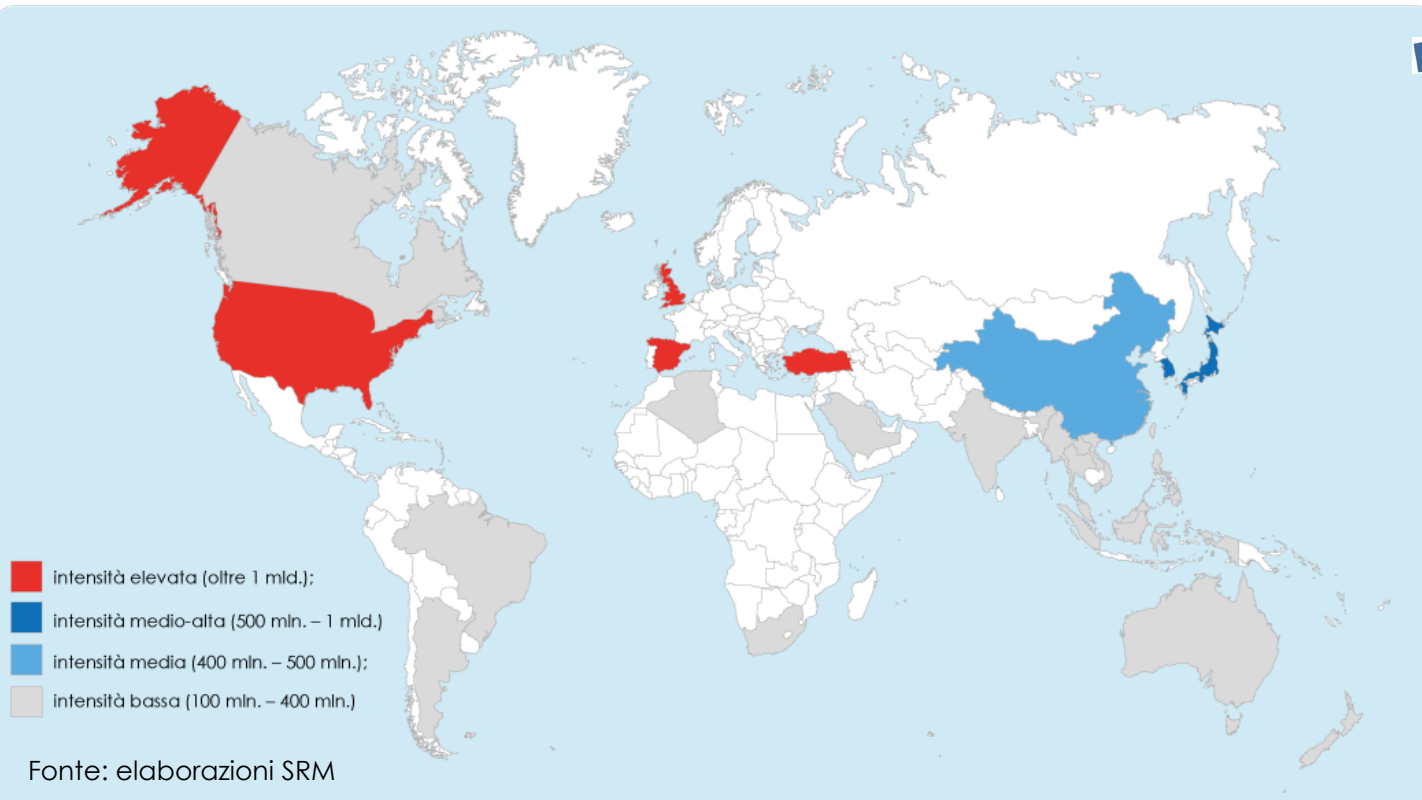 intensità elevata (oltre 1 mld.);
intensità medio-alta (500 mln. – 1 mld.)
intensità media (400 mln. – 500 mln.);
intensità bassa (100 mln. – 400 mln.)
Fonte: elaborazioni SRM